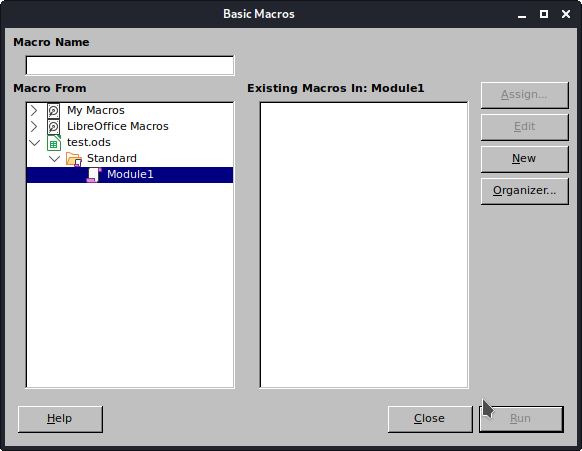 Basic Macros
Macro Name
Macro From
Existing Macros In: Module1
My Macros
LibreOffice Macros
test.ods
Standard
Module1
Assign...
Edit
New
Organizer...
Help
Close
Run